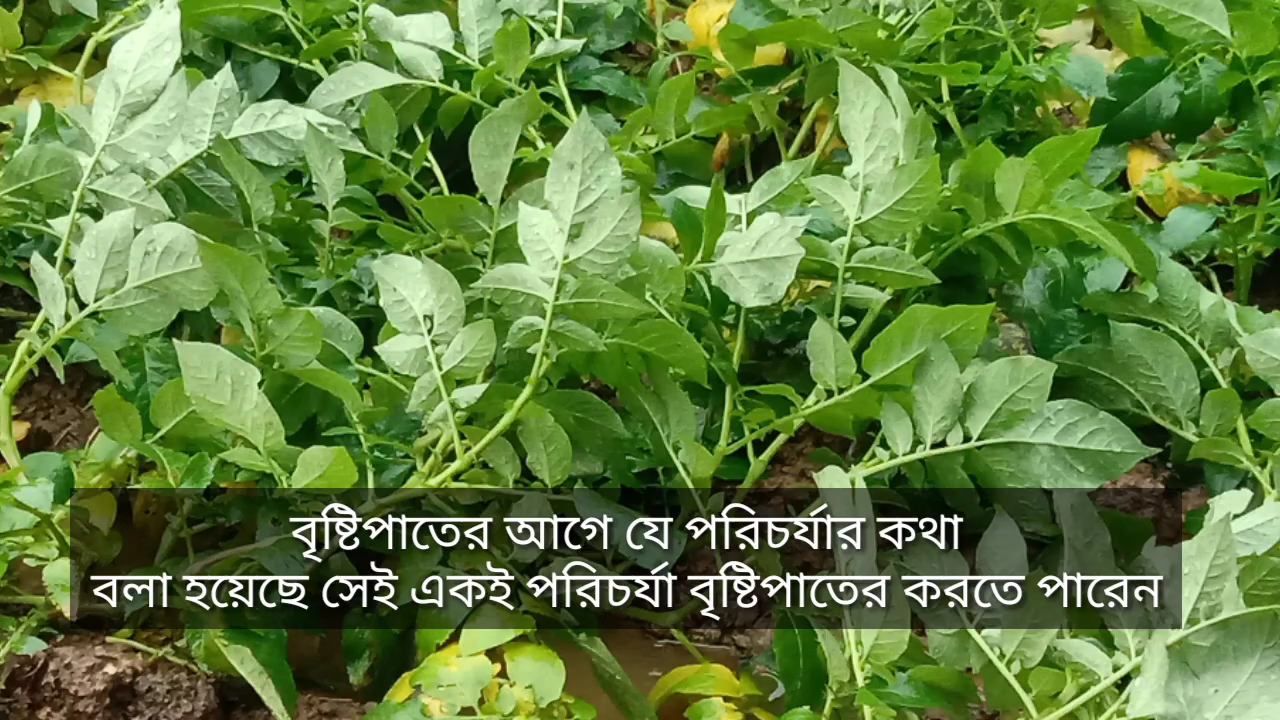 বৃষ্টিপাতের আগে যে পরিচর্যার কথা
বলা হয়েছে সেই একই পরিচর্যা বৃষ্টিপাতের করতে পারেন